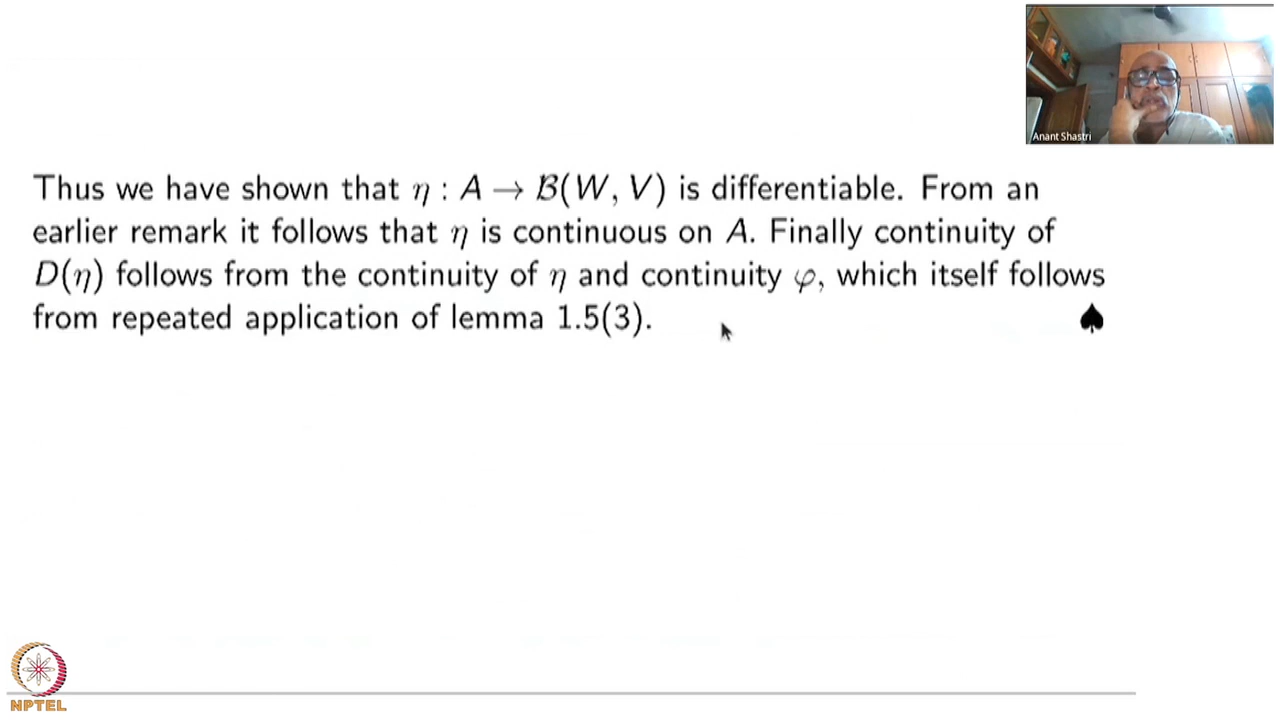 Anant Shastri
Thus we have shown that η : A → ℬ(W, V) is differentiable. From an
earlier remark it follows that η is continuous on A. Finally continuity of
D(η) follows from the continuity of η and continuity φ, which itself follows
from repeated application of lemma 1.5(3). ♠
NPTEL